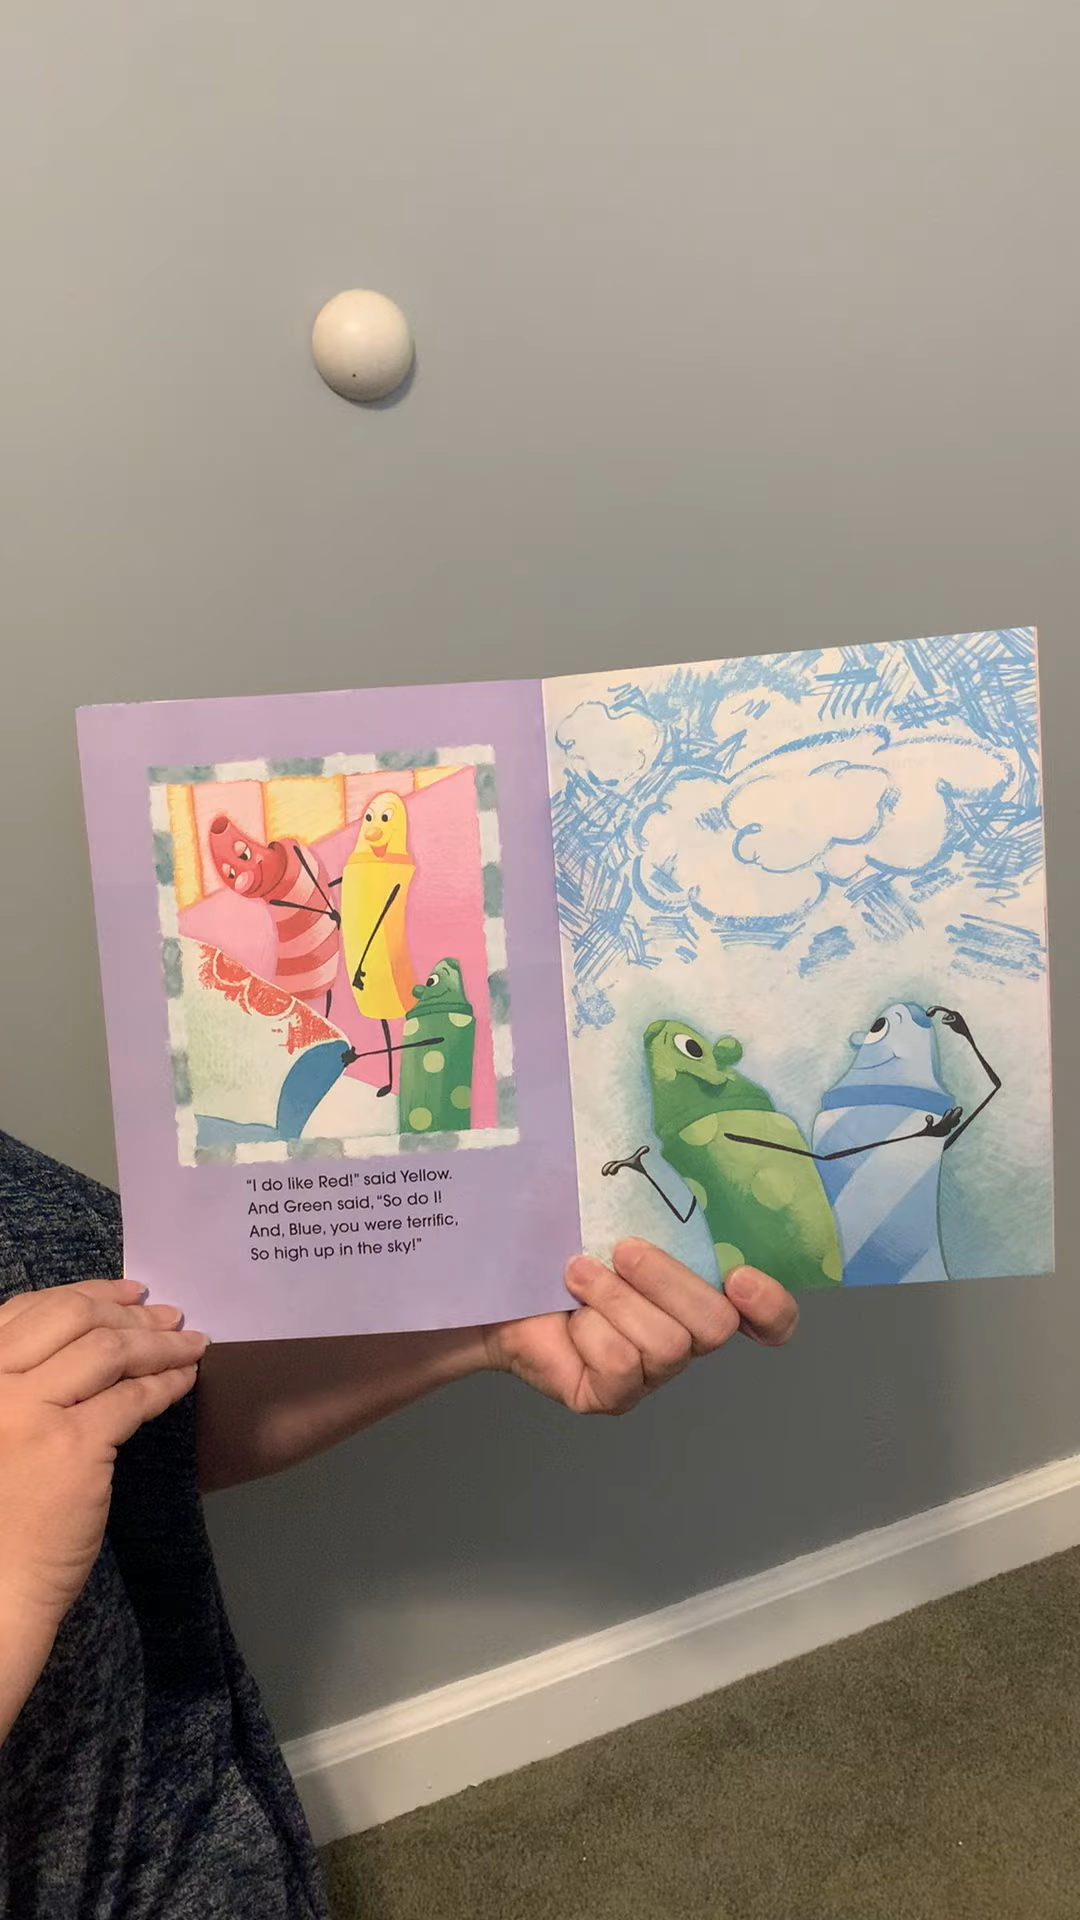 "I do like Red!" said Yellow.
And Green said, "So do I!
And, Blue, you were terrific,
So high up in the sky!"